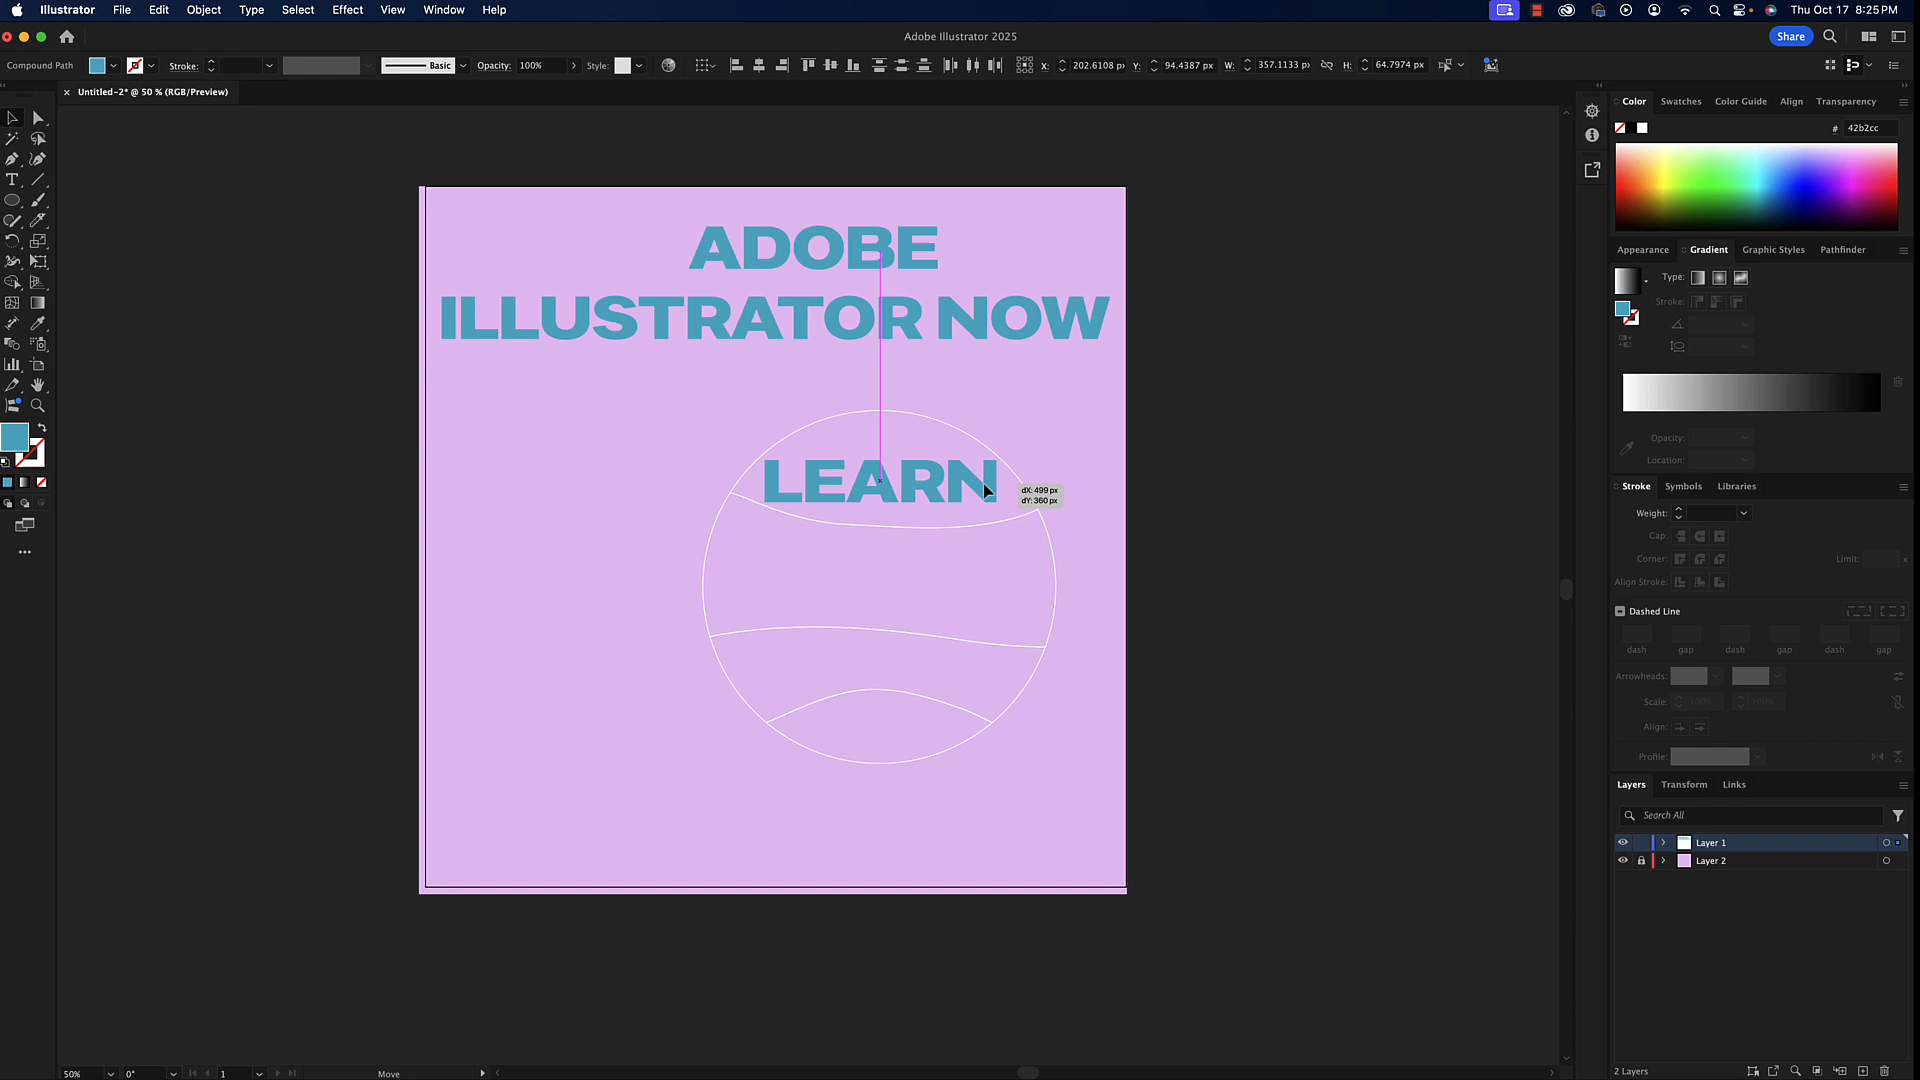 Illustrator File Edit Object Type Select Effect View Window Help Thu Oct 17 8:25 PM
Adobe Illustrator 2025 Share
Compound Path Stroke: Basic Opacity: 100% Style: X: 202.6108 px Y: 94.4387 px W: 357.1133 p H: 64.7974 px
× Untitled-2* @ 50 % (RGB/Preview)
Color Swatches Color Guide Align Transparency
# 42b2cc
ADOBE
ILLUSTRATOR NOW
LEARN
dX: 499 px
dY: 360 px
Appearance Gradient Graphic Styles Pathfinder
Type:
Stroke:
Opacity:
Location:
Stroke Symbols Libraries
Weight:
Cap:
Corner: Limit: x
Align Stroke:
Dashed Line
dash gap dash gap dash gap
Arrowheads:
Scale: 100% 100%
Align:
Profile:
Layers Transform Links
Search All
Layer 1
Layer 2
50% 0° 1 Move
2 Layers